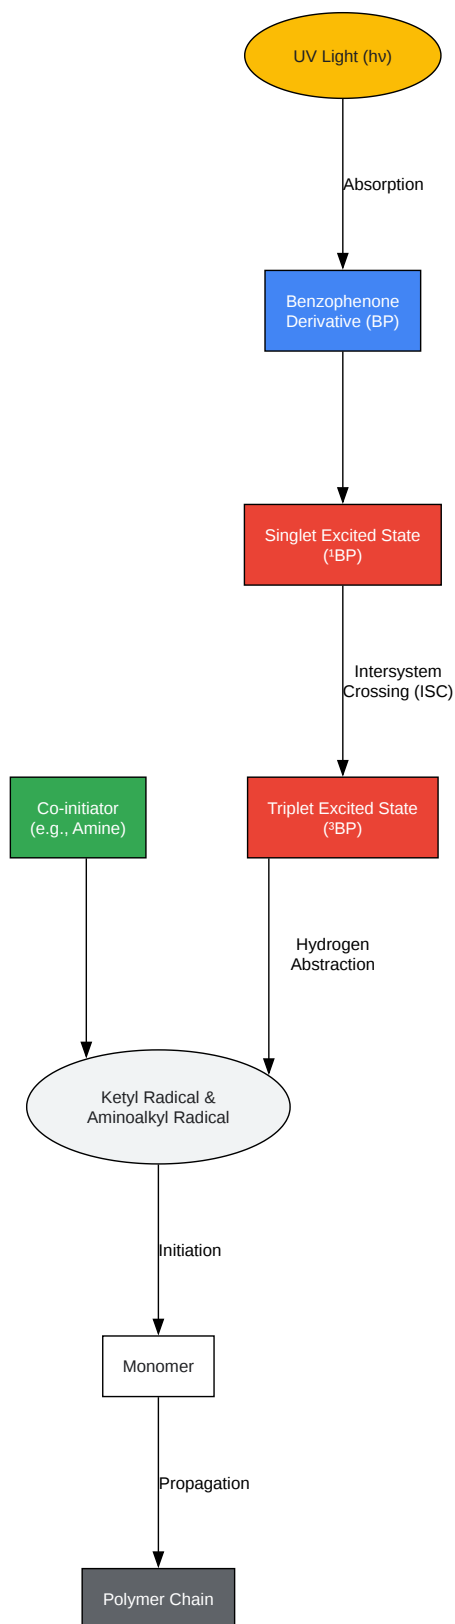 UV Light (hν)
Absorption
Benzophenone
Derivative (BP)
Singlet Excited State
(¹BP)
Intersystem
Crossing (ISC)
Co-initiator
(e.g., Amine)
Triplet Excited State
(³BP)
Hydrogen
Abstraction
Ketyl Radical &
Aminoalkyl Radical
Initiation
Monomer
Propagation
Polymer Chain